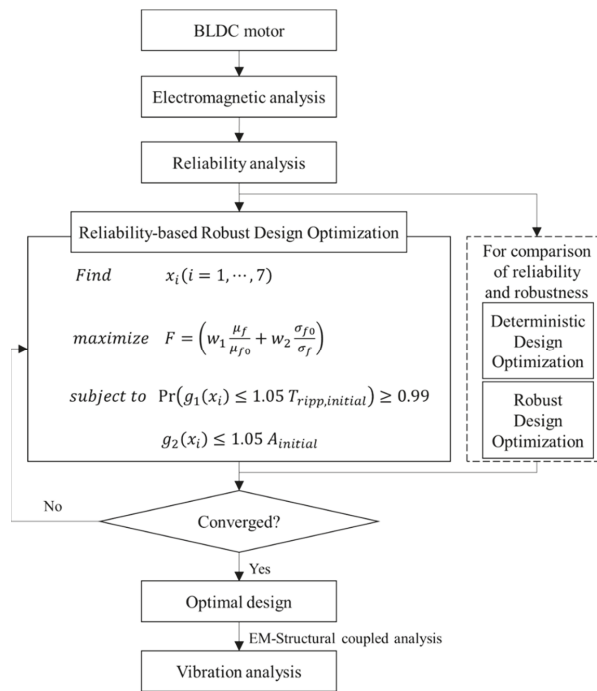 BLDC motor
Electromagnetic analysis
Reliability analysis
Reliability-based Robust Design Optimization
Find x_i(i = 1, ⋯, 7)
maximize F = (w_1 μ_f/μ_f0 + w_2 σ_f0/σ_f)
subject to Pr(g_1(x_i) ≤ 1.05 T_ripp,initial) ≥ 0.99
g_2(x_i) ≤ 1.05 A_initial
For comparison
of reliability
and robustness
Deterministic
Design
Optimization
Robust
Design
Optimization
No
Converged?
Yes
Optimal design
EM-Structural coupled analysis
Vibration analysis